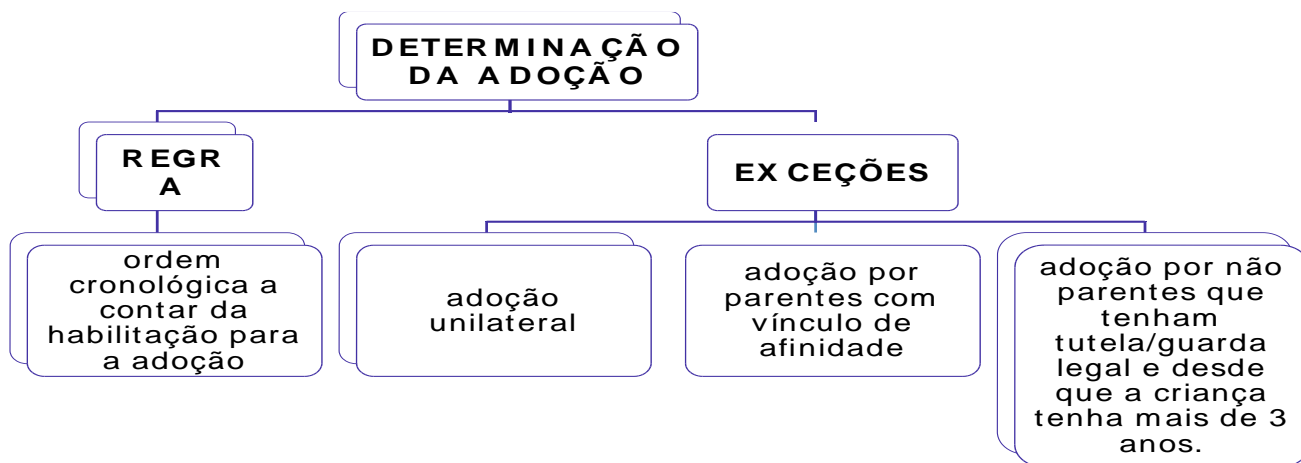 DETERMINAÇÃO
DA ADOÇÃO
REGR
A
EXCEÇÕES
ordem
cronológica a
contar da
habilitação para
a adoção
adoção
unilateral
adoção por
parentes com
vínculo de
afinidade
adoção por não
parentes que
tenham
tutela/guarda
legal e desde
que a criança
tenha mais de 3
anos.